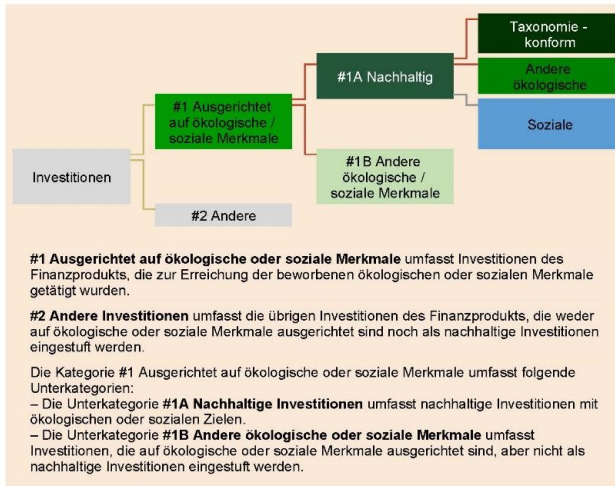 Taxonomie -
konform
#1A Nachhaltig
Andere
ökologische
#1 Ausgerichtet
auf ökologische /
soziale Merkmale
Soziale
Investitionen
#1B Andere
ökologische /
soziale Merkmale
#2 Andere
#1 Ausgerichtet auf ökologische oder soziale Merkmale umfasst Investitionen des
Finanzprodukts, die zur Erreichung der beworbenen ökologischen oder sozialen Merkmale
getätigt wurden.
#2 Andere Investitionen umfasst die übrigen Investitionen des Finanzprodukts, die weder
auf ökologische oder soziale Merkmale ausgerichtet sind noch als nachhaltige Investitionen
eingestuft werden.
Die Kategorie #1 Ausgerichtet auf ökologische oder soziale Merkmale umfasst folgende
Unterkategorien:
– Die Unterkategorie #1A Nachhaltige Investitionen umfasst nachhaltige Investitionen mit
ökologischen oder sozialen Zielen.
– Die Unterkategorie #1B Andere ökologische oder soziale Merkmale umfasst
Investitionen, die auf ökologische oder soziale Merkmale ausgerichtet sind, aber nicht als
nachhaltige Investitionen eingestuft werden.